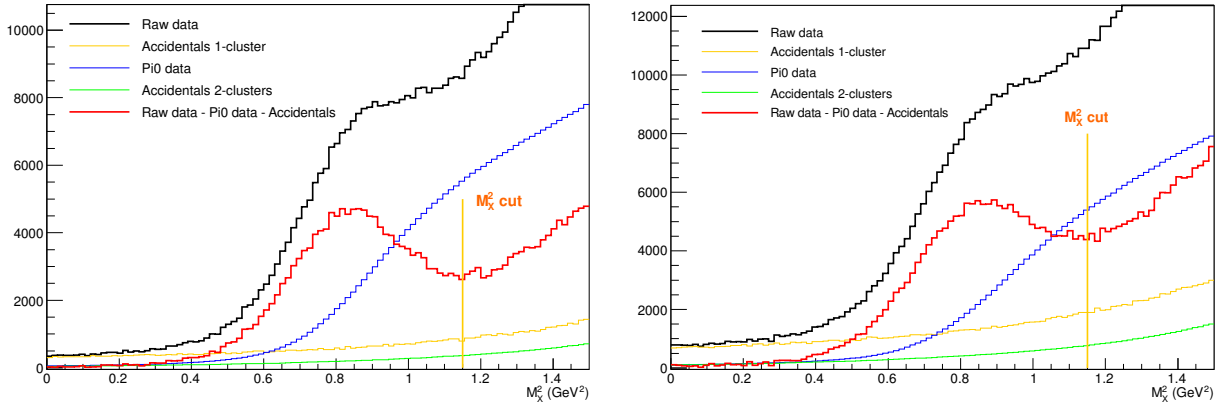 10000
8000
6000
4000
2000
0
Raw data
Accidentals 1-cluster
Pi0 data
Accidentals 2-clusters
Raw data - Pi0 data - Accidentals
M²X cut
0 0.2 0.4 0.6 0.8 1 1.2 1.4
M²X (GeV²)
12000
10000
8000
6000
4000
2000
0
Raw data
Accidentals 1-cluster
Pi0 data
Accidentals 2-clusters
Raw data - Pi0 data - Accidentals
M²X cut
0 0.2 0.4 0.6 0.8 1 1.2 1.4
M²X (GeV²)